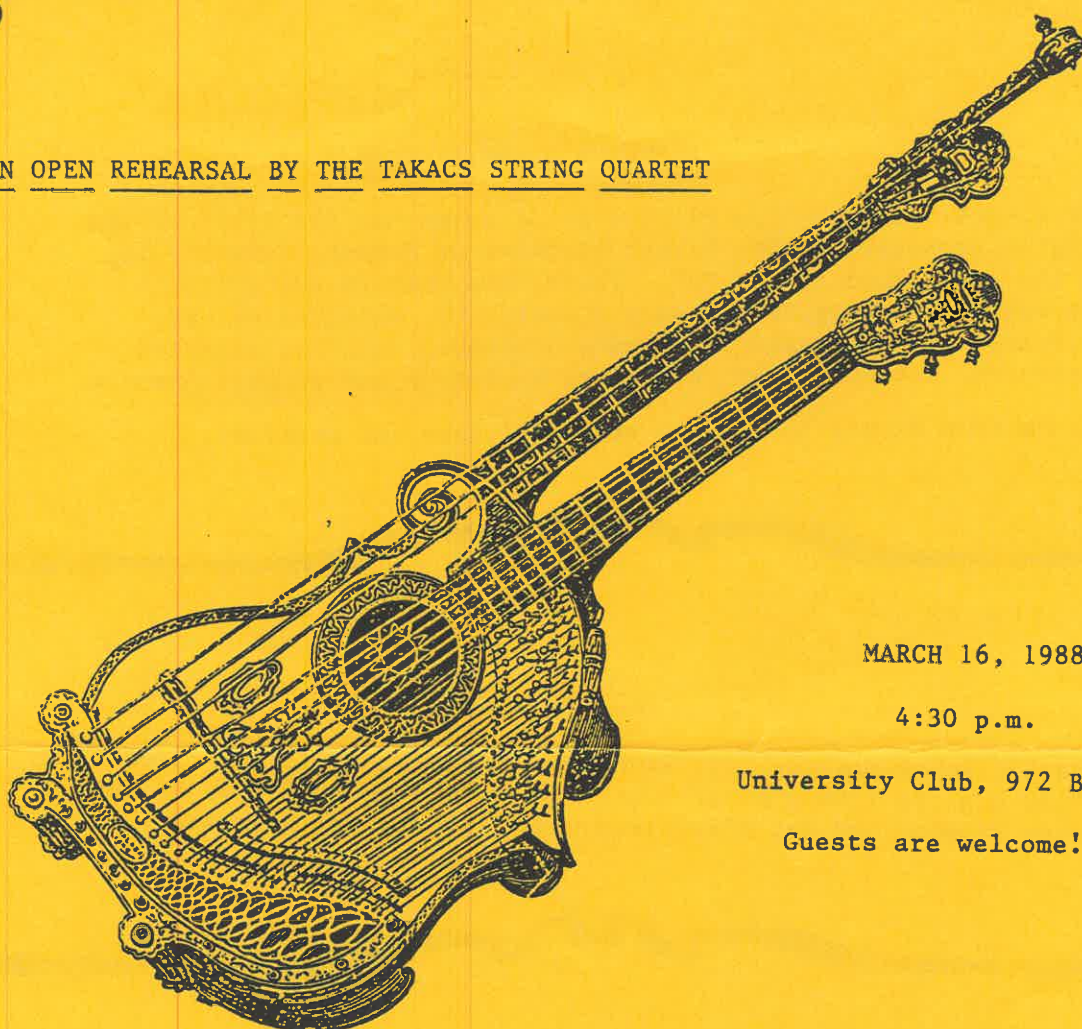 N OPEN REHEARSAL BY THE TAKACS STRING QUARTET
MARCH 16, 1988
4:30 p.m.
University Club, 972 B
Guests are welcome!